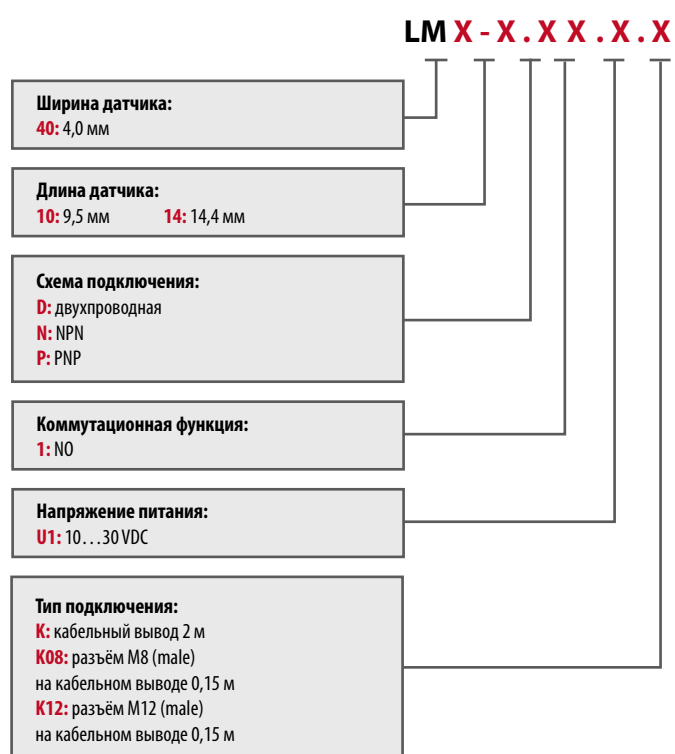 LM X - X . X X . X . X
Ширина датчика:
40: 4,0 мм
Длина датчика:
10: 9,5 мм 14: 14,4 мм
Схема подключения:
D: двухпроводная
N: NPN
P: PNP
Коммутационная функция:
1: NO
Напряжение питания:
U1: 10...30 VDC
Тип подключения:
K: кабельный вывод 2 м
K08: разъём M8 (male)
на кабельном выводе 0,15 м
K12: разъём M12 (male)
на кабельном выводе 0,15 м